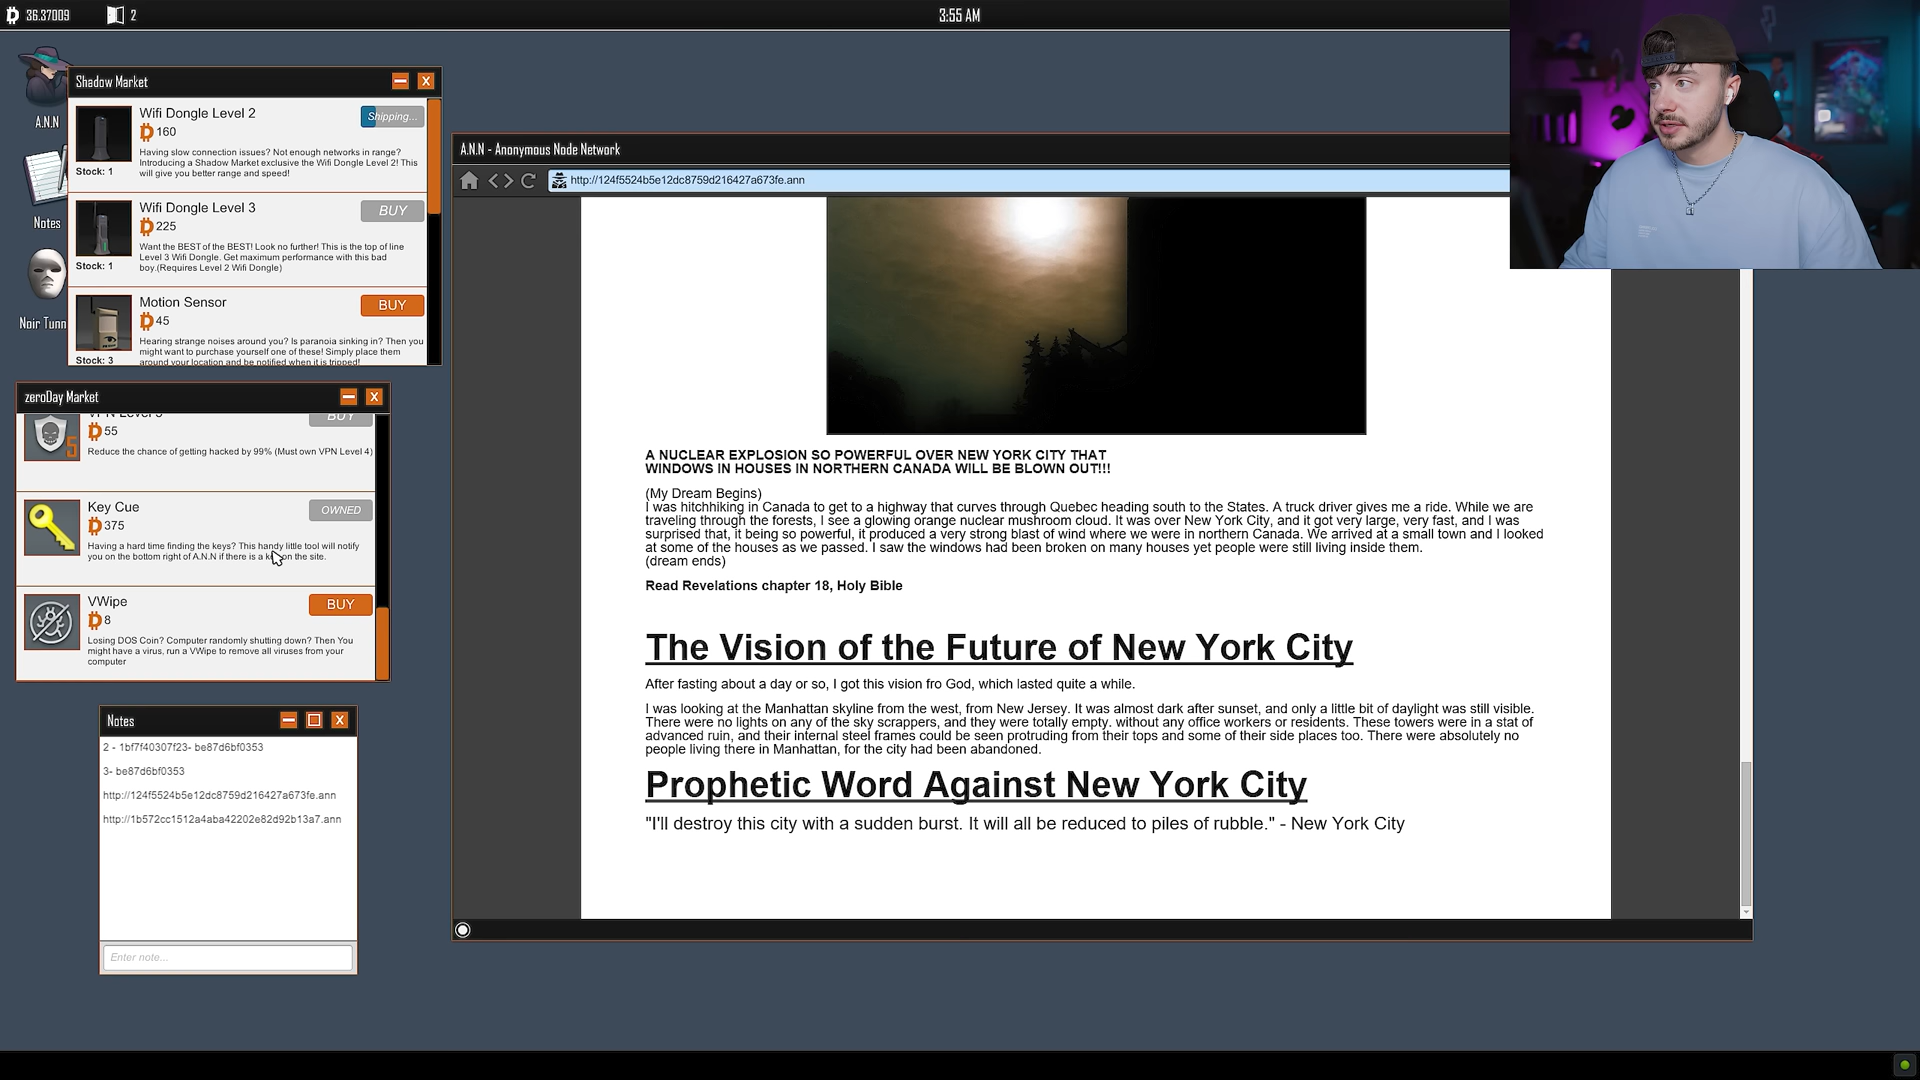 36.37009
2
3:55 AM
A.N.N
Notes
Noir Tunn
Shadow Market
Wifi Dongle Level 2
160
Shipping...
Having slow connection issues? Not enough networks in range?
Introducing a Shadow Market exclusive the Wifi Dongle Level 2! This
will give you better range and speed!
Stock: 1
Wifi Dongle Level 3
BUY
225
Want the BEST of the BEST! Look no further! This is the top of line
Level 3 Wifi Dongle. Get maximum performance with this bad
boy.(Requires Level 2 Wifi Dongle)
Stock: 1
Motion Sensor
BUY
45
Hearing strange noises around you? Is paranoia sinking in? Then you
might want to purchase yourself one of these! Simply place them
around your location and be notified when it is tripped!
Stock: 3
zeroDay Market
VPN Level 5
BUY
55
5
Reduce the chance of getting hacked by 99% (Must own VPN Level 4)
Key Cue
OWNED
375
Having a hard time finding the keys? This handy little tool will notify
you on the bottom right of A.N.N if there is a key on the site.
VWipe
BUY
8
Losing DOS Coin? Computer randomly shutting down? Then You
might have a virus, run a VWipe to remove all viruses from your
computer
Notes
2 - 1bf7f40307f23- be87d6bf0353
3- be87d6bf0353
http://124f5524b5e12dc8759d216427a673fe.ann
http://1b572cc1512a4aba42202e82d92b13a7.ann
Enter note...
A.N.N - Anonymous Node Network
http://124f5524b5e12dc8759d216427a673fe.ann
A NUCLEAR EXPLOSION SO POWERFUL OVER NEW YORK CITY THAT
WINDOWS IN HOUSES IN NORTHERN CANADA WILL BE BLOWN OUT!!!
(My Dream Begins)
I was hitchhiking in Canada to get to a highway that curves through Quebec heading south to the States. A truck driver gives me a ride. While we are
traveling through the forests, I see a glowing orange nuclear mushroom cloud. It was over New York City, and it got very large, very fast, and I was
surprised that, it being so powerful, it produced a very strong blast of wind where we were in northern Canada. We arrived at a small town and I looked
at some of the houses as we passed. I saw the windows had been broken on many houses yet people were still living inside them.
(dream ends)
Read Revelations chapter 18, Holy Bible
The Vision of the Future of New York City
After fasting about a day or so, I got this vision fro God, which lasted quite a while.
I was looking at the Manhattan skyline from the west, from New Jersey. It was almost dark after sunset, and only a little bit of daylight was still visible.
There were no lights on any of the sky scrappers, and they were totally empty. without any office workers or residents. These towers were in a stat of
advanced ruin, and their internal steel frames could be seen protruding from their tops and some of their side places too. There were absolutely no
people living there in Manhattan, for the city had been abandoned.
Prophetic Word Against New York City
"I'll destroy this city with a sudden burst. It will all be reduced to piles of rubble." - New York City